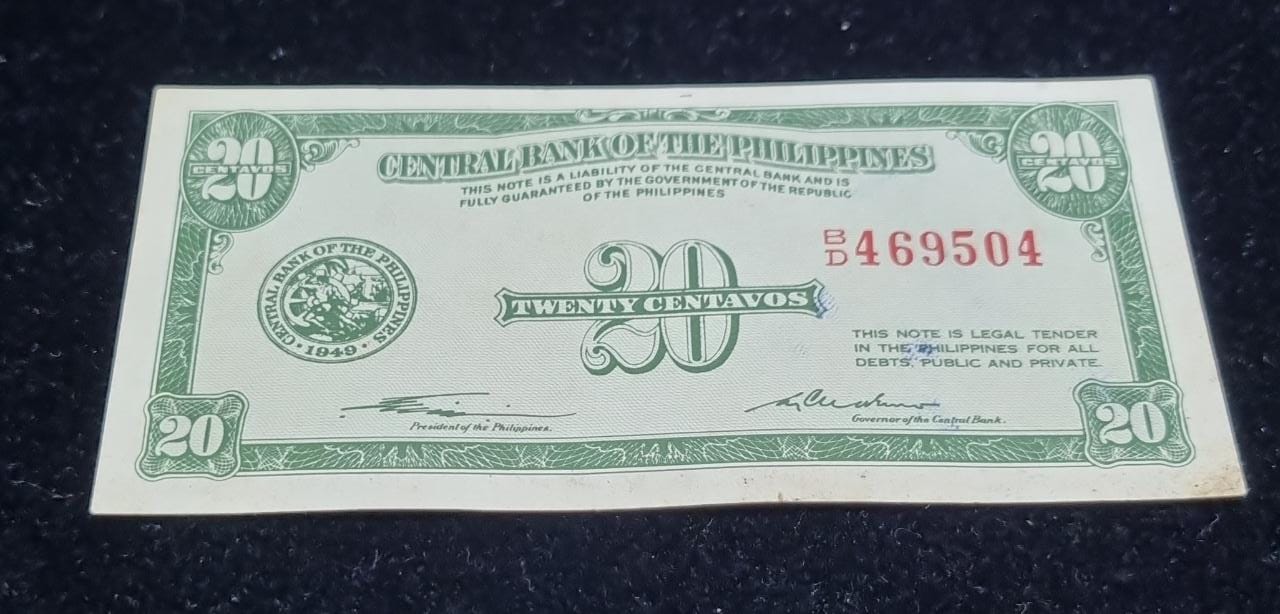 20 CENTAVOS
20 CENTAVOS
CENTRAL BANK OF THE PHILIPPINES
THIS NOTE IS A LIABILITY OF THE CENTRAL BANK AND IS
FULLY GUARANTEED BY THE GOVERNMENT OF THE REPUBLIC
OF THE PHILIPPINES
B/D 469504
CENTRAL BANK OF THE PHILIPPINES
· 1949 ·
20
TWENTY CENTAVOS
THIS NOTE IS LEGAL TENDER
IN THE PHILIPPINES FOR ALL
DEBTS, PUBLIC AND PRIVATE.
President of the Philippines.
Governor of the Central Bank.
20
20